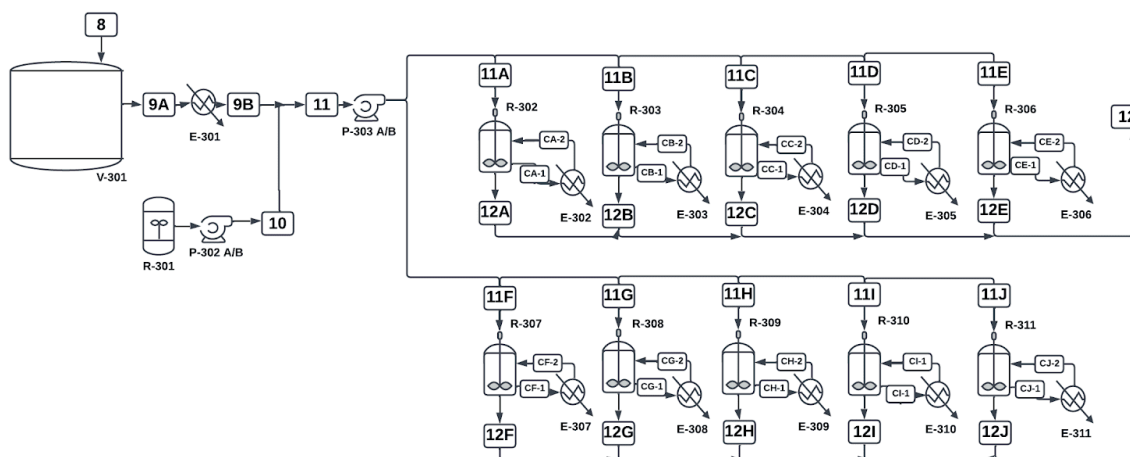 8
V-301
9A
E-301
9B
11
P-303 A/B
R-301
P-302 A/B
10
11A
11B
11C
11D
11E
R-302
R-303
R-304
R-305
R-306
CA-2
CB-2
CC-2
CD-2
CE-2
CA-1
CB-1
CC-1
CD-1
CE-1
12A
12B
12C
12D
12E
E-302
E-303
E-304
E-305
E-306
11F
11G
11H
11I
11J
R-307
R-308
R-309
R-310
R-311
CF-2
CG-2
CH-2
CI-1
CJ-2
CF-1
CG-1
CH-1
CI-1
CJ-1
12F
12G
12H
12I
12J
E-307
E-308
E-309
E-310
E-311